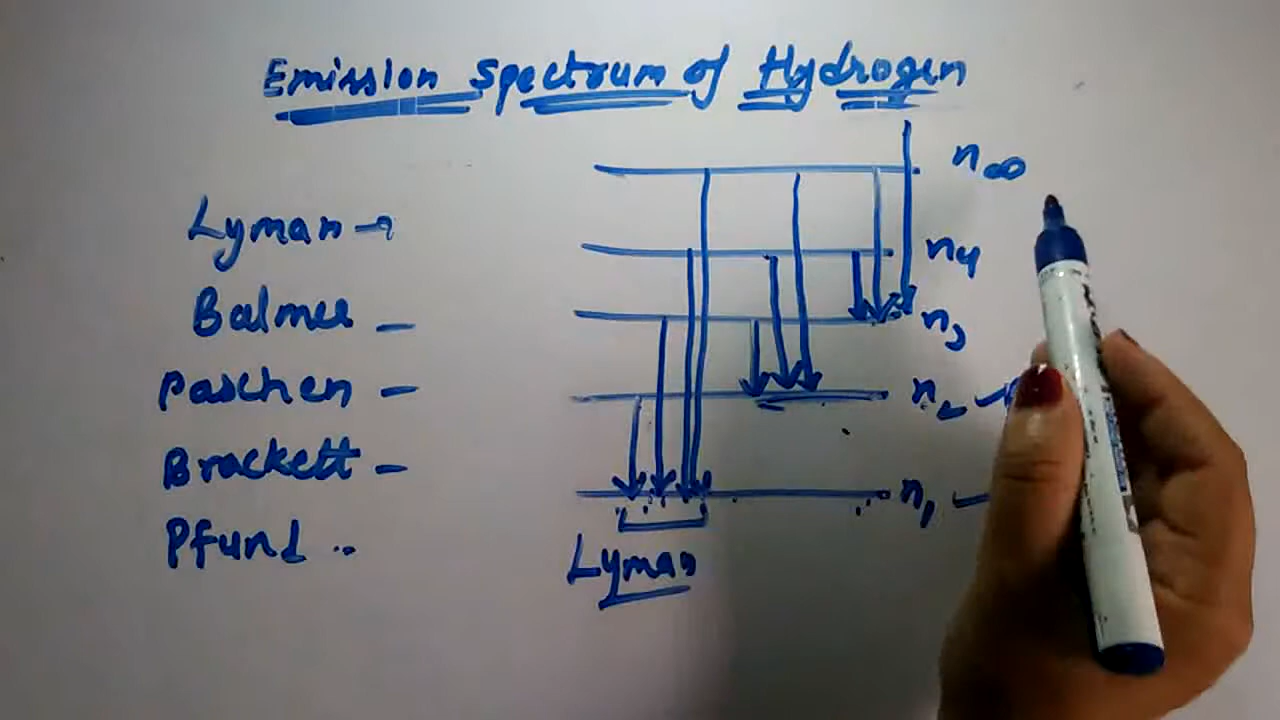 Emission Spectrum of Hydrogen
n∞
Lyman →
n4
Balmer –
n3
Paschen –
n2
Brackett –
n1
Pfund ..
Lyman